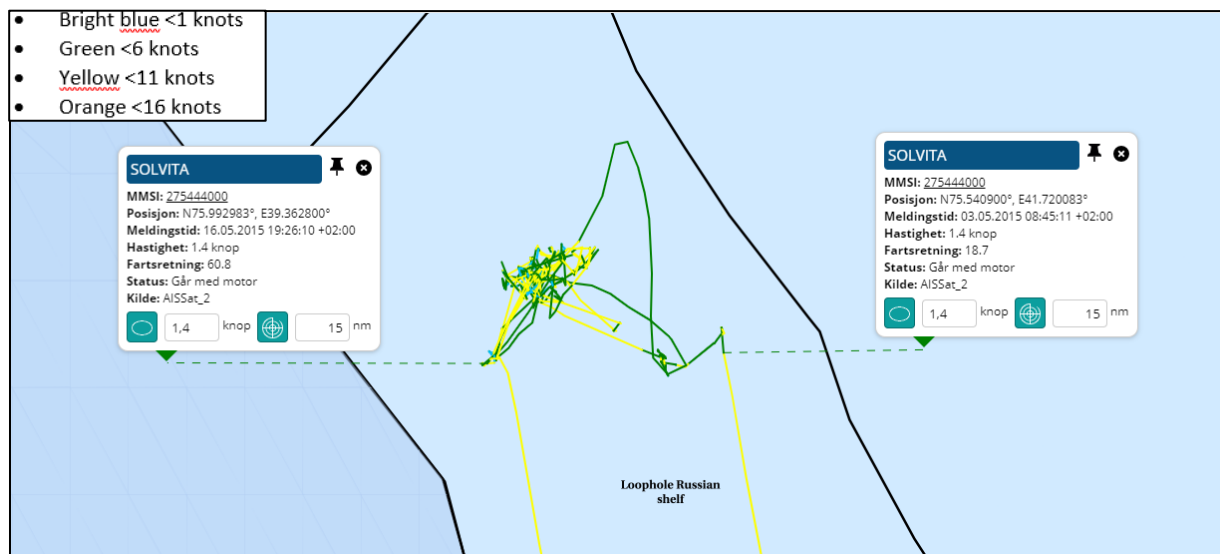 Bright blue <1 knots
Green <6 knots
Yellow <11 knots
Orange <16 knots
SOLVITA
MMSI: 275444000
Posisjon: N75.992983°, E39.362800°
Meldingstid: 16.05.2015 19:26:10 +02:00
Hastighet: 1.4 knop
Fartsretning: 60.8
Status: Går med motor
Kilde: AISSat_2
1,4 knop 15 nm
SOLVITA
MMSI: 275444000
Posisjon: N75.540900°, E41.720083°
Meldingstid: 03.05.2015 08:45:11 +02:00
Hastighet: 1.4 knop
Fartsretning: 18.7
Status: Går med motor
Kilde: AISSat_2
1,4 knop 15 nm
Loophole Russian
shelf